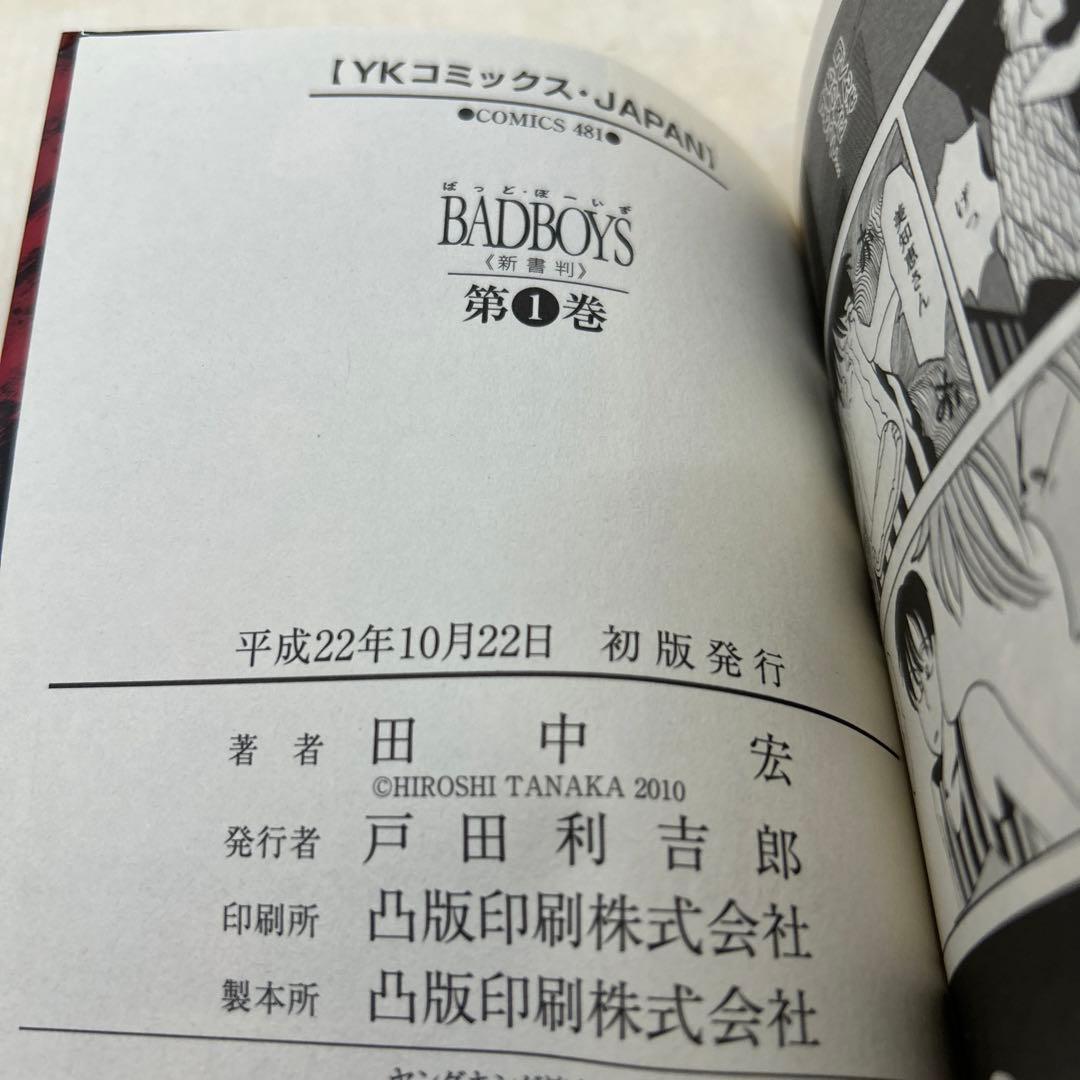 【YKコミックス・JAPAN】
●COMICS 481●
ばっど・ぼーいず
BADBOYS
《新書判》
第❶巻
平成22年10月22日 初版発行
著者 田中宏
©HIROSHI TANAKA 2010
発行者 戸田利吉郎
印刷所 凸版印刷株式会社
製本所 凸版印刷株式会社
げっ